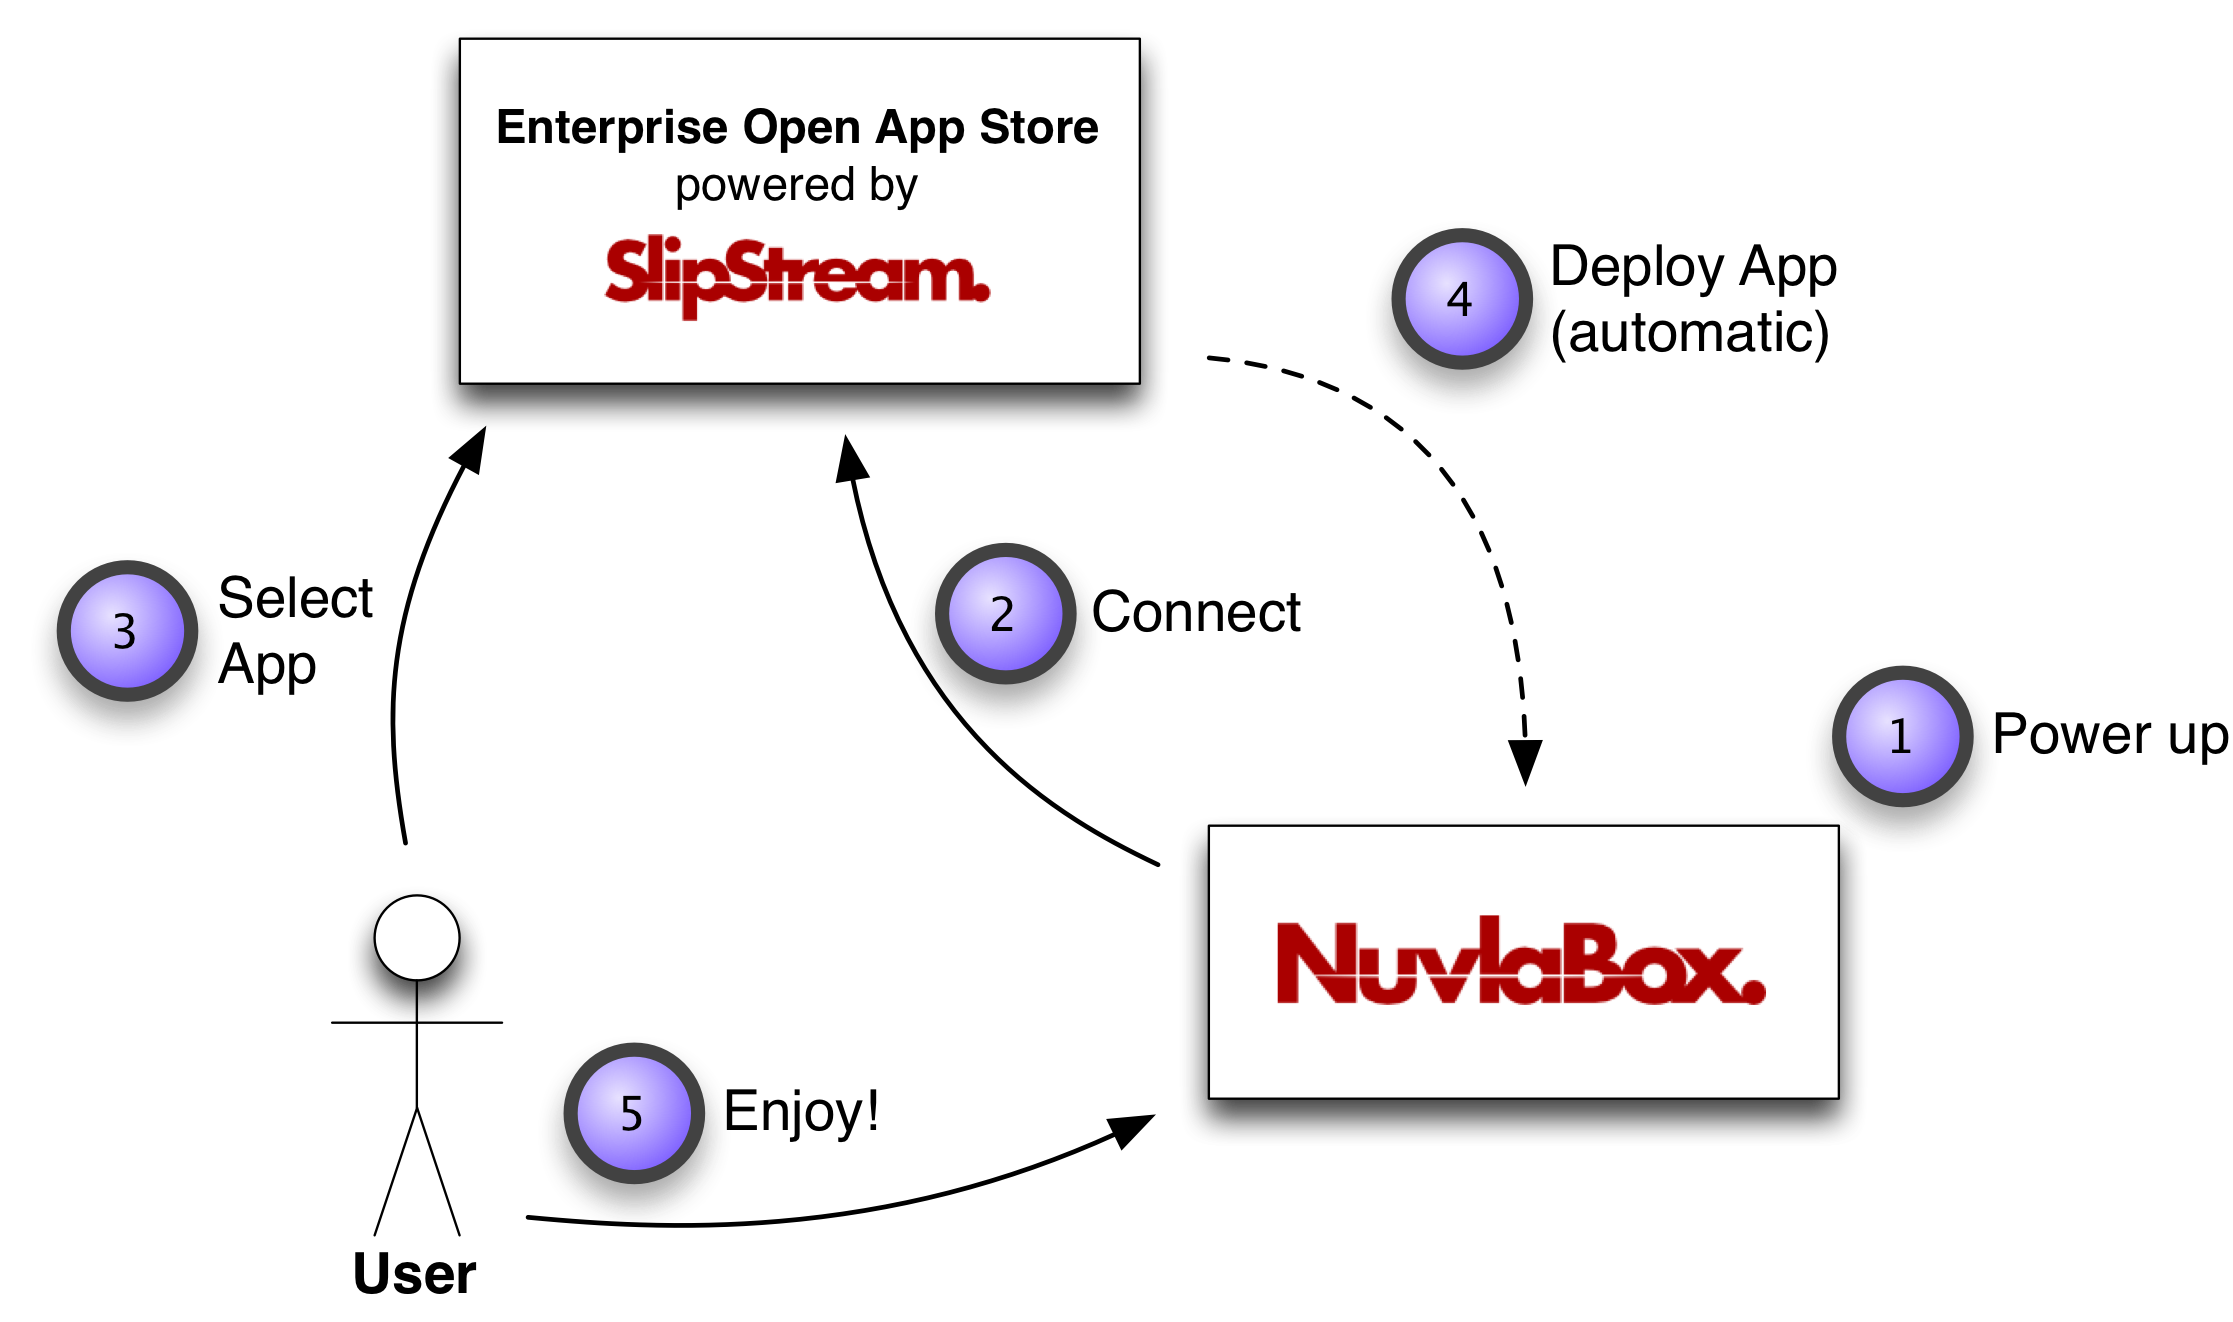 Enterprise Open App Store
powered by
SlipStream.
4
Deploy App
(automatic)
3
Select
App
2
Connect
1
Power up
NuvlaBox.
5
Enjoy!
User